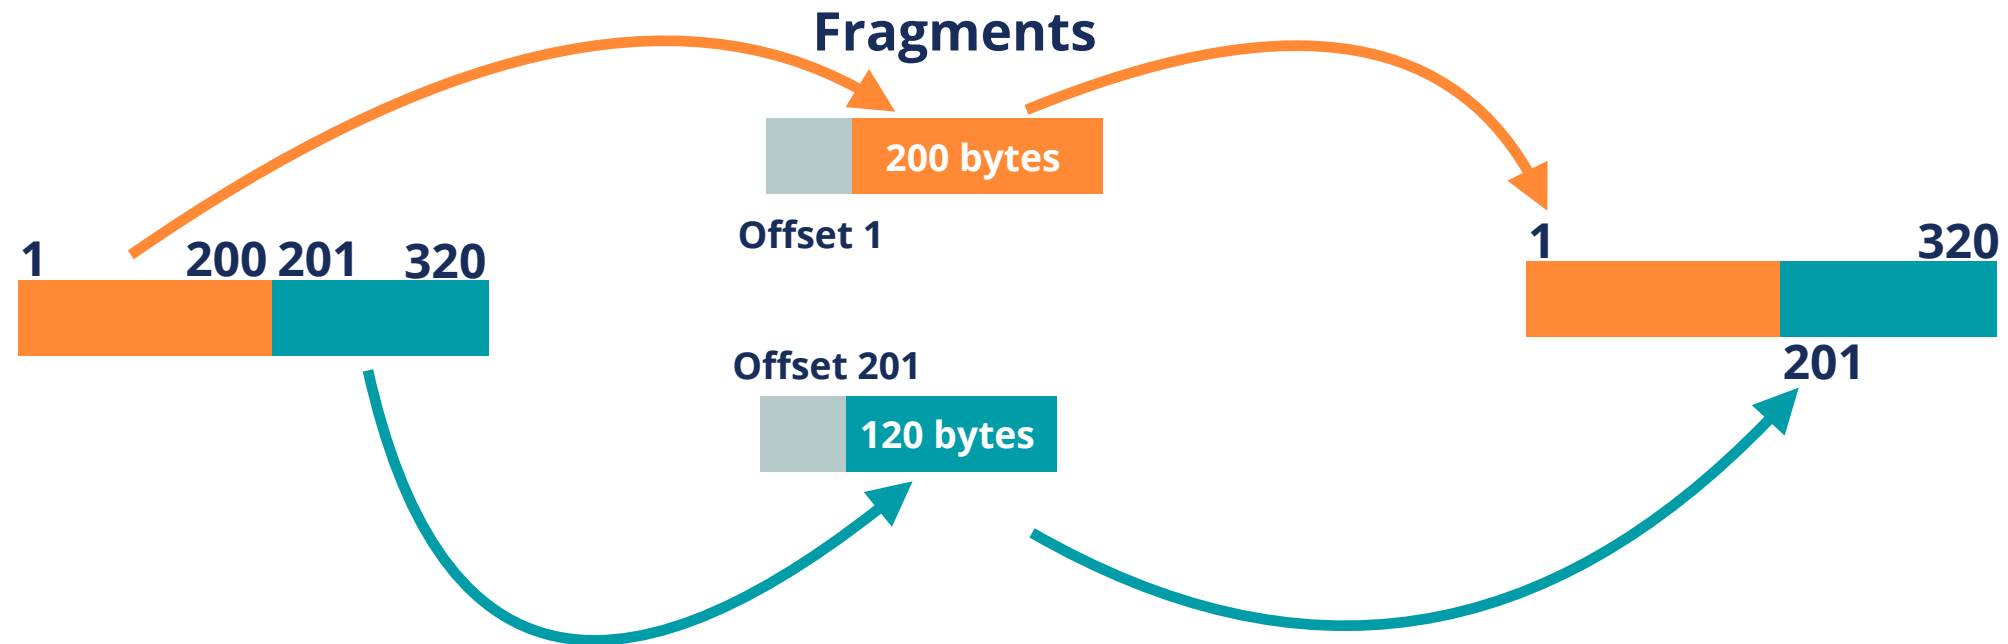 Fragments
200 bytes
Offset 1
1 200 201 320
Offset 201
120 bytes
1 320
201